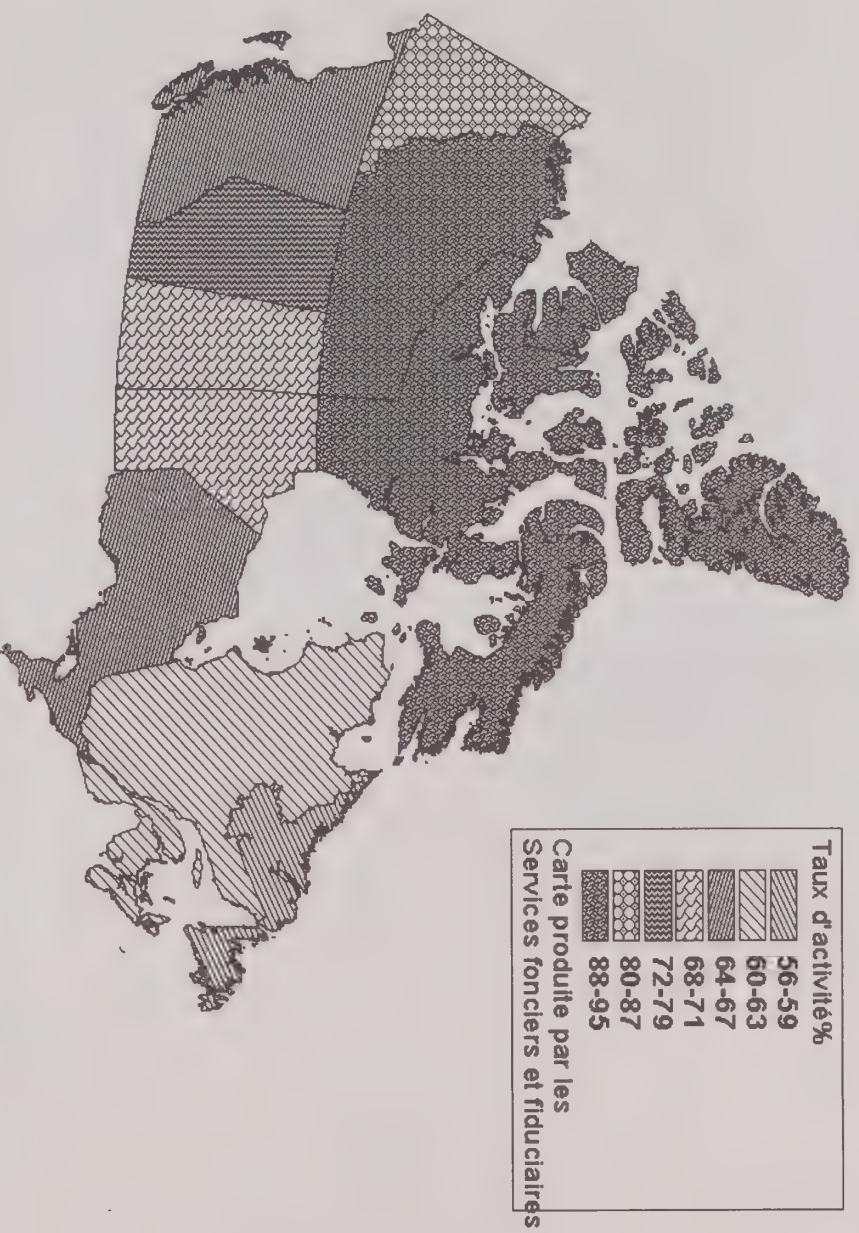 Taux d'activité%
56-59
60-63
64-67
68-71
72-79
80-87
88-95
Carte produite par les
Services fonciers et fiduciaires